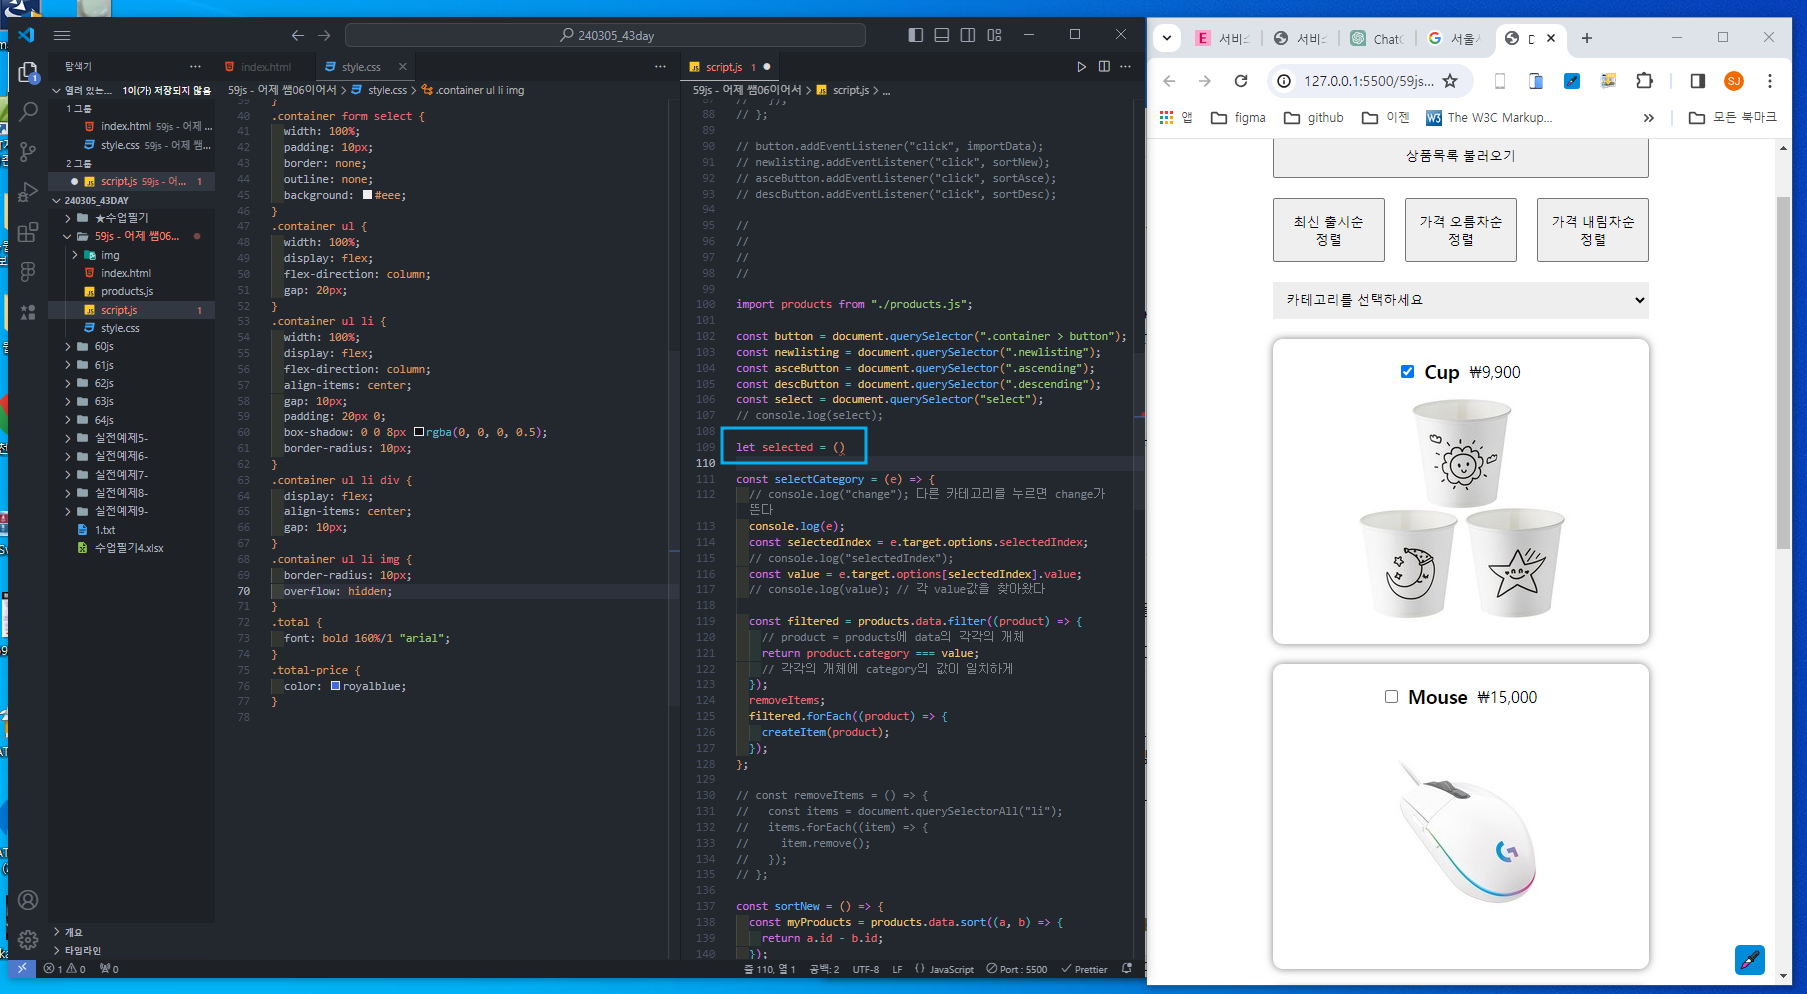 240305_43day
탐색기
index.html
style.css
script.js 1
열려 있는... 1이(가) 저장되지 않음
1 그룹
index.html 59js - 어제 ...
style.css 59js - 어제 쌤...
2 그룹
script.js 59js - 어... 1
240305_43DAY
★수업필기
59js - 어제 쌤06...
img
index.html
products.js
script.js 1
style.css
60js
61js
62js
63js
64js
실전예제5-
실전예제6-
실전예제7-
실전예제8-
실전예제9-
1.txt
수업필기4.xlsx
개요
타임라인
59js - 어제 쌤06이어서 > style.css > .container ul li img
39 }
40 .container form select {
41 width: 100%;
42 padding: 10px;
43 border: none;
44 outline: none;
45 background: #eee;
46 }
47 .container ul {
48 width: 100%;
49 display: flex;
50 flex-direction: column;
51 gap: 20px;
52 }
53 .container ul li {
54 width: 100%;
55 display: flex;
56 flex-direction: column;
57 align-items: center;
58 gap: 10px;
59 padding: 20px 0;
60 box-shadow: 0 0 8px rgba(0, 0, 0, 0.5);
61 border-radius: 10px;
62 }
63 .container ul li div {
64 display: flex;
65 align-items: center;
66 gap: 10px;
67 }
68 .container ul li img {
69 border-radius: 10px;
70 overflow: hidden;
71 }
72 .total {
73 font: bold 160%/1 "arial";
74 }
75 .total-price {
76 color: royalblue;
77 }
78
59js - 어제 쌤06이어서 > script.js > ...
87 // });
88 // };
89
90 // button.addEventListener("click", importData);
91 // newlisting.addEventListener("click", sortNew);
92 // asceButton.addEventListener("click", sortAsce);
93 // descButton.addEventListener("click", sortDesc);
94
95 //
96 //
97 //
98 //
99
100 import products from "./products.js";
101
102 const button = document.querySelector(".container > button");
103 const newlisting = document.querySelector(".newlisting");
104 const asceButton = document.querySelector(".ascending");
105 const descButton = document.querySelector(".descending");
106 const select = document.querySelector("select");
107 // console.log(select);
108
109 let selected = ()
110
111 const selectCategory = (e) => {
112 // console.log("change"); 다른 카테고리를 누르면 change가
뜬다
113 console.log(e);
114 const selectedIndex = e.target.options.selectedIndex;
115 // console.log("selectedIndex");
116 const value = e.target.options[selectedIndex].value;
117 // console.log(value); // 각 value값을 찾아왔다
118
119 const filtered = products.data.filter((product) => {
120 // product = products에 data의 각각의 개체
121 return product.category === value;
122 // 각각의 개체에 category의 값이 일치하게
123 });
124 removeItems;
125 filtered.forEach((product) => {
126 createItem(product);
127 });
128 };
129
130 // const removeItems = () => {
131 // const items = document.querySelectorAll("li");
132 // items.forEach((item) => {
133 // item.remove();
134 // });
135 // };
136
137 const sortNew = () => {
138 const myProducts = products.data.sort((a, b) => {
139 return a.id - b.id;
140 });
1 0 0
줄 110, 열 1 공백: 2 UTF-8 LF {} JavaScript Port : 5500 Prettier
서비스
서비스
ChatG
서울시
D
127.0.0.1:5500/59js...
SJ
앱 figma github 이젠 The W3C Markup... » 모든 북마크
상품목록 불러오기
최신 출시순
정렬
가격 오름차순
정렬
가격 내림차순
정렬
카테고리를 선택하세요
Cup ₩9,900
Mouse ₩15,000